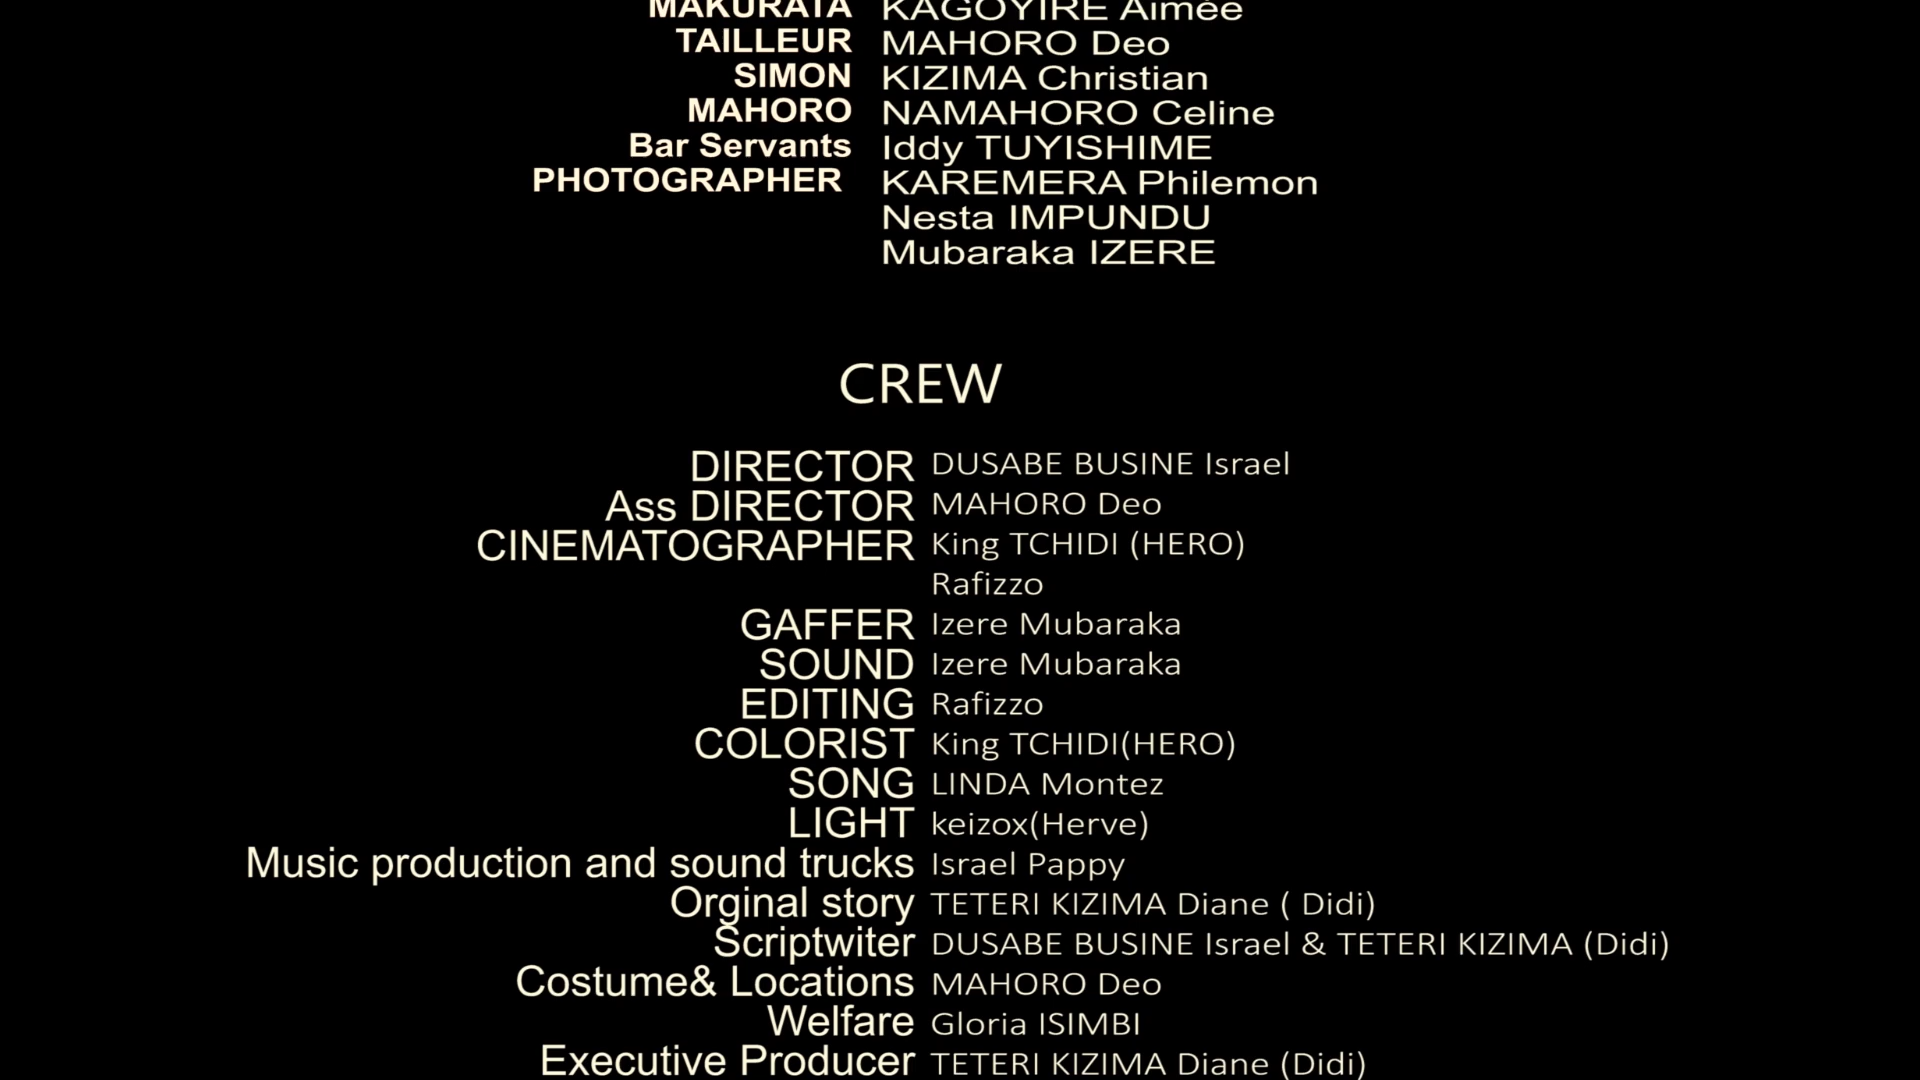 MAKURATA KAGOYIRE Aimée
TAILLEUR MAHORO Deo
SIMON KIZIMA Christian
MAHORO NAMAHORO Celine
Bar Servants Iddy TUYISHIME
PHOTOGRAPHER KAREMERA Philemon
Nesta IMPUNDU
Mubaraka IZERE
CREW
DIRECTOR DUSABE BUSINE Israel
Ass DIRECTOR MAHORO Deo
CINEMATOGRAPHER King TCHIDI (HERO)
Rafizzo
GAFFER Izere Mubaraka
SOUND Izere Mubaraka
EDITING Rafizzo
COLORIST King TCHIDI(HERO)
SONG LINDA Montez
LIGHT keizox(Herve)
Music production and sound trucks Israel Pappy
Orginal story TETERI KIZIMA Diane ( Didi)
Scriptwiter DUSABE BUSINE Israel & TETERI KIZIMA (Didi)
Costume& Locations MAHORO Deo
Welfare Gloria ISIMBI
Executive Producer TETERI KIZIMA Diane (Didi)